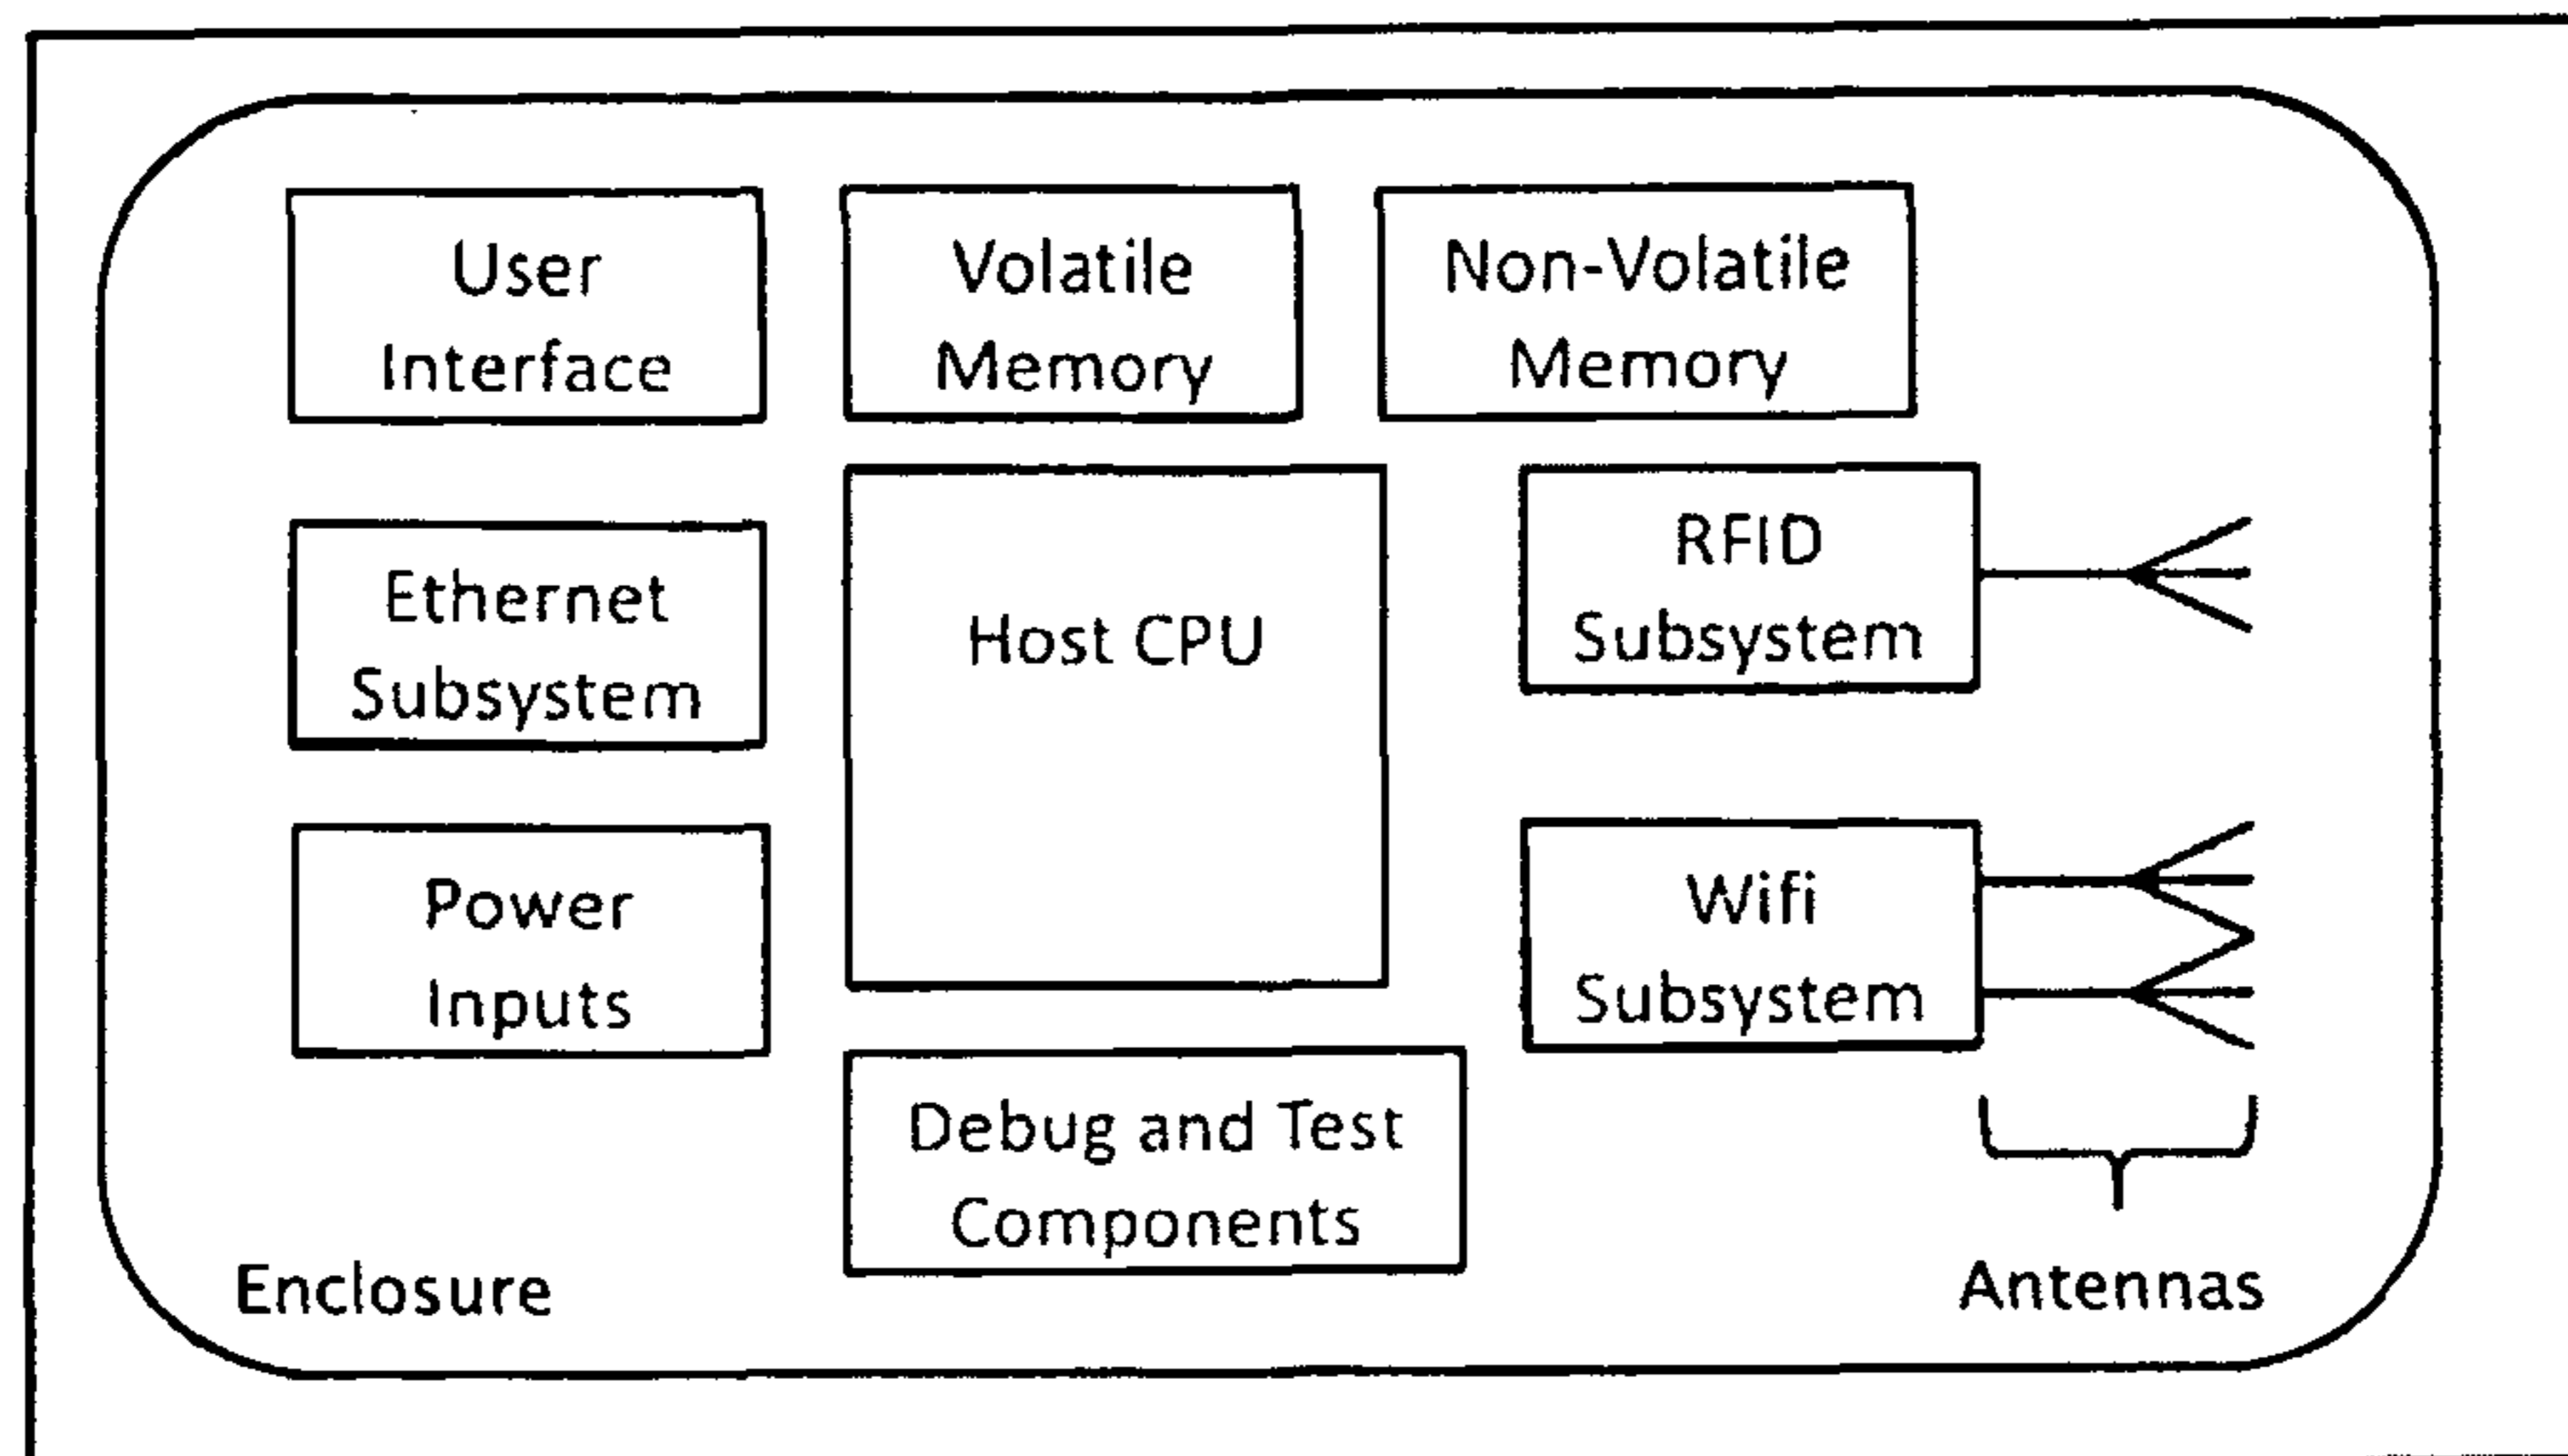 User
Interface
Volatile
Memory
Non-Volatile
Memory
Ethernet
Subsystem
Host CPU
RFID
Subsystem
Power
Inputs
Wifi
Subsystem
Debug and Test
Components
Enclosure
Antennas